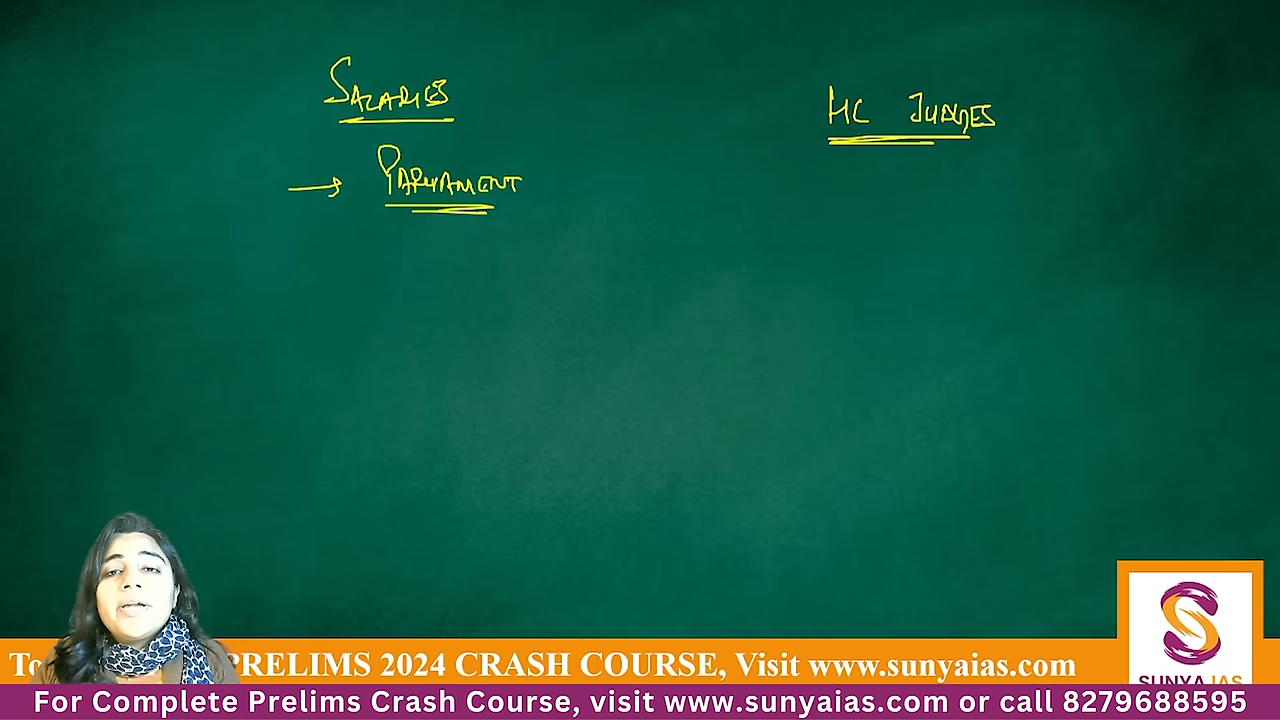 SALARIES
HC JUDGES
→ PARLIAMENT
To PRELIMS 2024 CRASH COURSE, Visit www.sunyaias.com
SUNYA IAS
For Complete Prelims Crash Course, visit www.sunyaias.com or call 8279688595